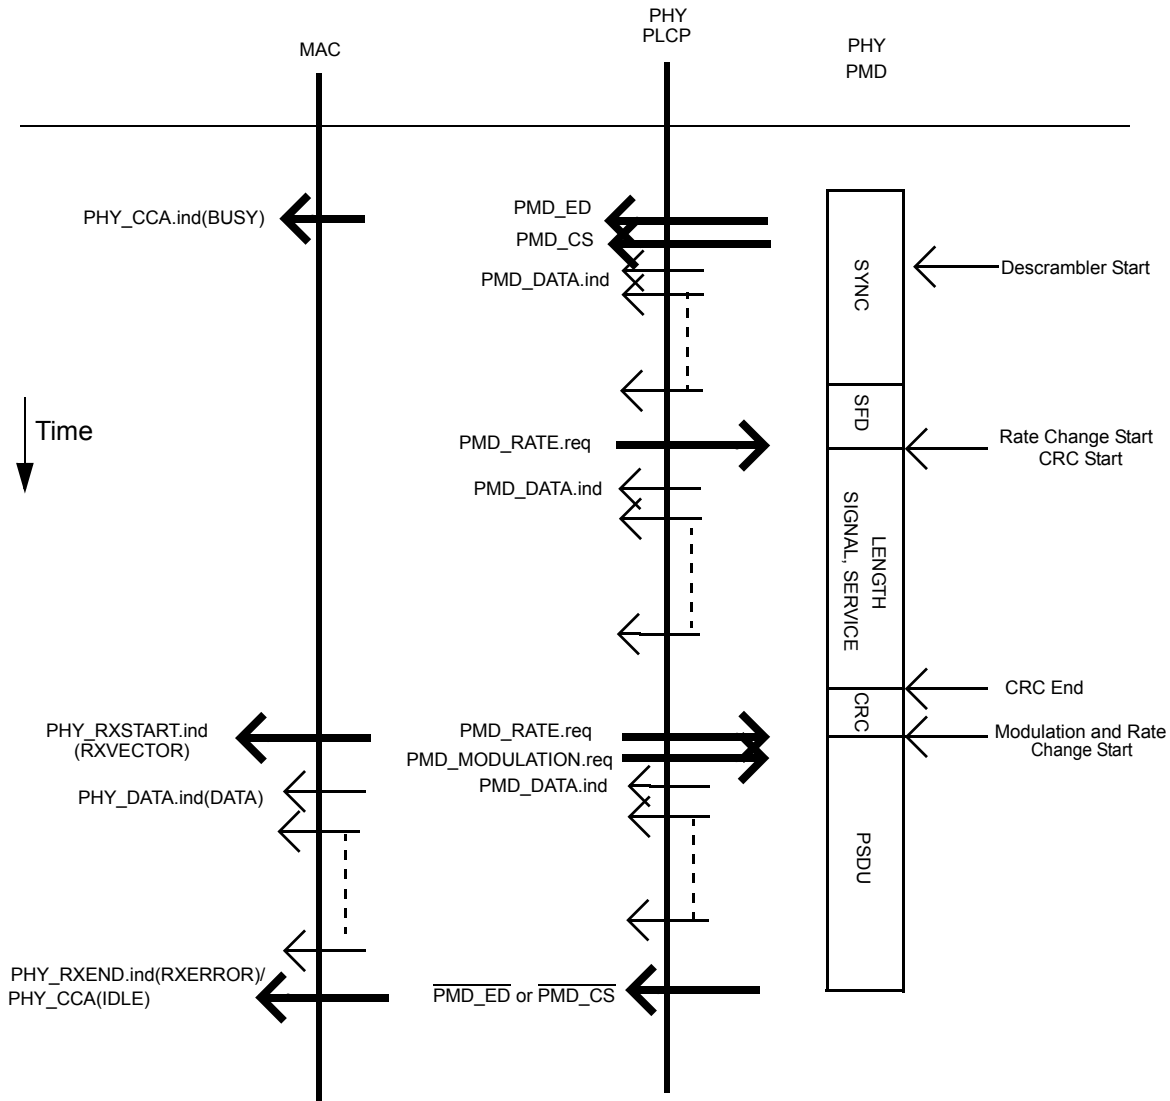 MAC
PHY
PLCP
PHY
PMD
PHY_CCA.ind(BUSY)
PMD_ED
PMD_CS
PMD_DATA.ind
SYNC
Descrambler Start
Time
SFD
PMD_RATE.req
Rate Change Start
CRC Start
PMD_DATA.ind
LENGTH
SIGNAL, SERVICE
CRC End
CRC
PHY_RXSTART.ind
(RXVECTOR)
PMD_RATE.req
PMD_MODULATION.req
Modulation and Rate
Change Start
PMD_DATA.ind
PHY_DATA.ind(DATA)
PSDU
PHY_RXEND.ind(RXERROR)/
PHY_CCA(IDLE)
PMD_ED or PMD_CS